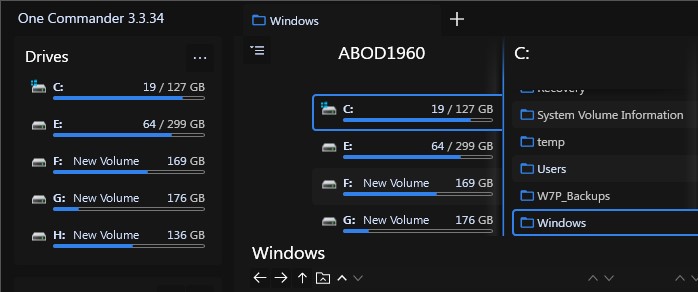 One Commander 3.3.34
Windows
Drives
C: 19 / 127 GB
E: 64 / 299 GB
F: New Volume 169 GB
G: New Volume 176 GB
H: New Volume 136 GB
ABOD1960
C: 19 / 127 GB
E: 64 / 299 GB
F: New Volume 169 GB
G: New Volume 176 GB
C:
Recovery
System Volume Information
temp
Users
W7P_Backups
Windows
Windows